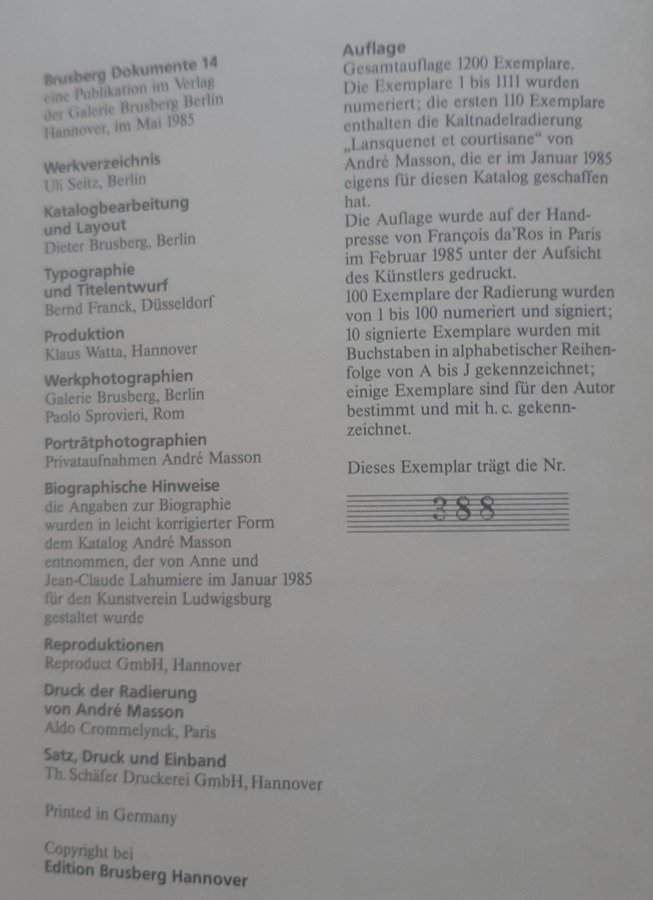 Brusberg Dokumente 14
eine Publikation im Verlag
der Galerie Brusberg Berlin
Hannover, im Mai 1985
Werkverzeichnis
Uli Seitz, Berlin
Katalogbearbeitung
und Layout
Dieter Brusberg, Berlin
Typographie
und Titelentwurf
Bernd Franck, Düsseldorf
Produktion
Klaus Watta, Hannover
Werkphotographien
Galerie Brusberg, Berlin
Paolo Sprovieri, Rom
Porträtphotographien
Privataufnahmen André Masson
Biographische Hinweise
die Angaben zur Biographie
wurden in leicht korrigierter Form
dem Katalog André Masson
entnommen, der von Anne und
Jean-Claude Lahumiere im Januar 1985
für den Kunstverein Ludwigsburg
gestaltet wurde
Reproduktionen
Reproduct GmbH, Hannover
Druck der Radierung
von André Masson
Aldo Crommelynck, Paris
Satz, Druck und Einband
Th. Schäfer Druckerei GmbH, Hannover
Printed in Germany
Copyright bei
Edition Brusberg Hannover
Auflage
Gesamtauflage 1200 Exemplare.
Die Exemplare 1 bis 1111 wurden
numeriert; die ersten 110 Exemplare
enthalten die Kaltnadelradierung
„Lansquenet et courtisane“ von
André Masson, die er im Januar 1985
eigens für diesen Katalog geschaffen
hat.
Die Auflage wurde auf der Hand-
presse von François da'Ros in Paris
im Februar 1985 unter der Aufsicht
des Künstlers gedruckt.
100 Exemplare der Radierung wurden
von 1 bis 100 numeriert und signiert;
10 signierte Exemplare wurden mit
Buchstaben in alphabetischer Reihen-
folge von A bis J gekennzeichnet;
einige Exemplare sind für den Autor
bestimmt und mit h. c. gekenn-
zeichnet.
Dieses Exemplar trägt die Nr.
388